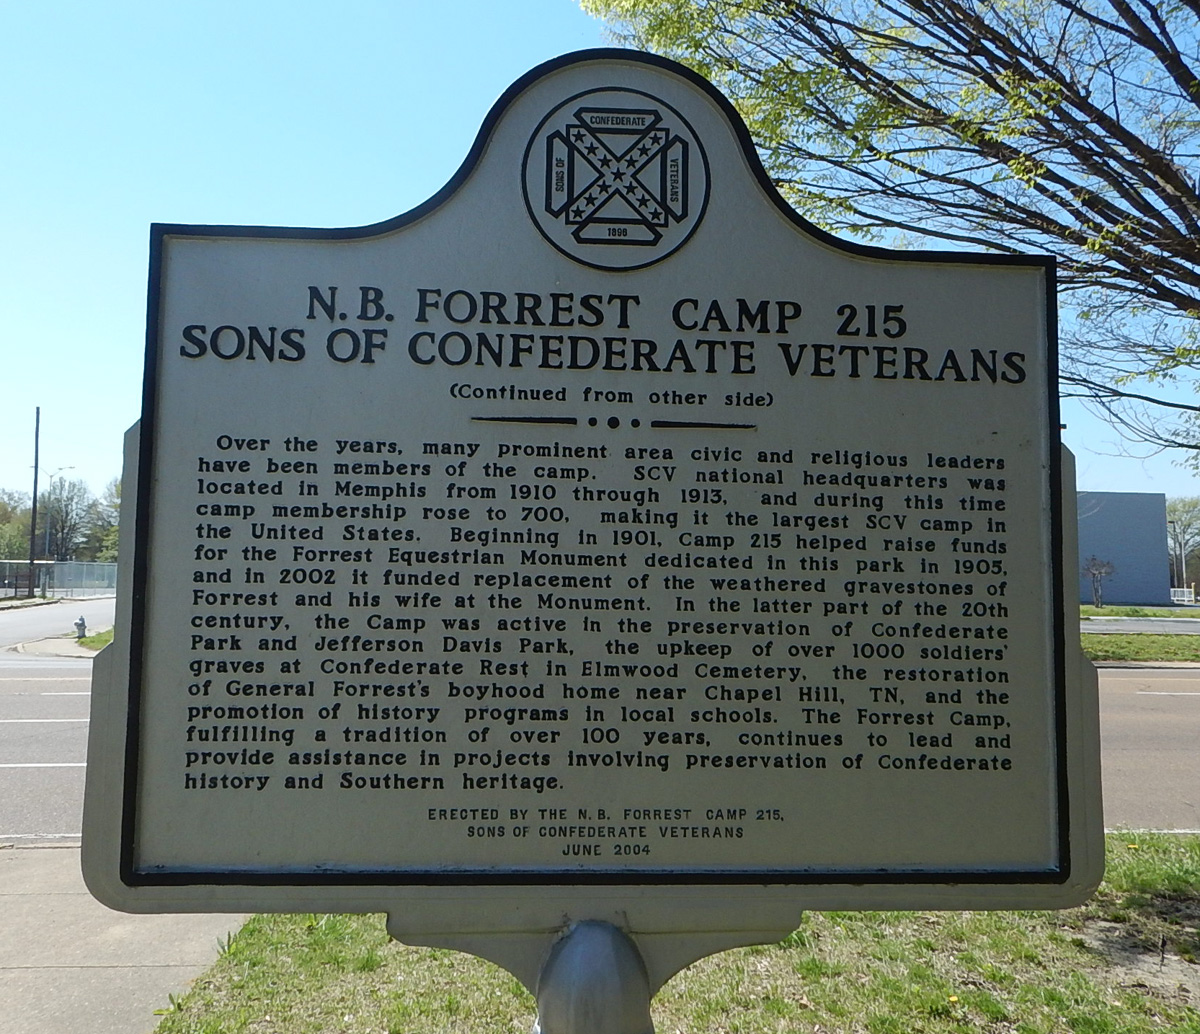 CONFEDERATE
SONS OF
VETERANS
1896
N.B. FORREST CAMP 215
SONS OF CONFEDERATE VETERANS
(Continued from other side)
Over the years, many prominent area civic and religious leaders
have been members of the camp. SCV national headquarters was
located in Memphis from 1910 through 1913, and during this time
camp membership rose to 700, making it the largest SCV camp in
the United States. Beginning in 1901, Camp 215 helped raise funds
for the Forrest Equestrian Monument dedicated in this park in 1905,
and in 2002 it funded replacement of the weathered gravestones of
Forrest and his wife at the Monument. In the latter part of the 20th
century, the Camp was active in the preservation of Confederate
Park and Jefferson Davis Park, the upkeep of over 1000 soldiers'
graves at Confederate Rest in Elmwood Cemetery, the restoration
of General Forrest's boyhood home near Chapel Hill, TN, and the
promotion of history programs in local schools. The Forrest Camp,
fulfilling a tradition of over 100 years, continues to lead and
provide assistance in projects involving preservation of Confederate
history and Southern heritage.
ERECTED BY THE N.B. FORREST CAMP 215,
SONS OF CONFEDERATE VETERANS
JUNE 2004